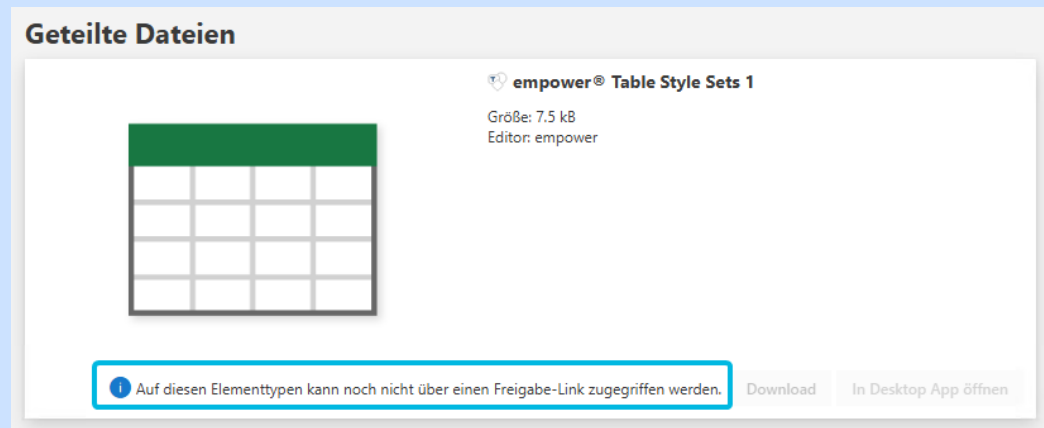 Geteilte Dateien
empower® Table Style Sets 1
Größe: 7.5 kB
Editor: empower
Auf diesen Elementtypen kann noch nicht über einen Freigabe-Link zugegriffen werden.
Download
In Desktop App öffnen